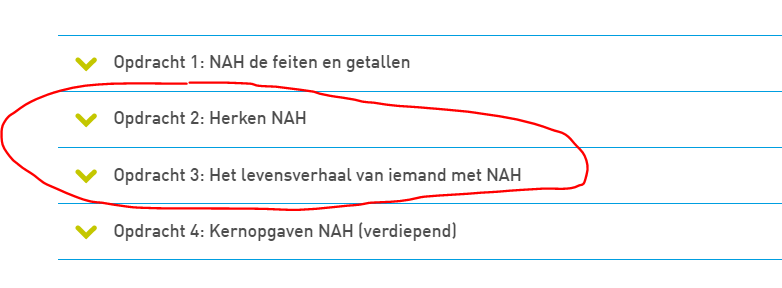 Opdracht 1: NAH de feiten en getallen
Opdracht 2: Herken NAH
Opdracht 3: Het levensverhaal van iemand met NAH
Opdracht 4: Kernopgaven NAH (verdiepend)